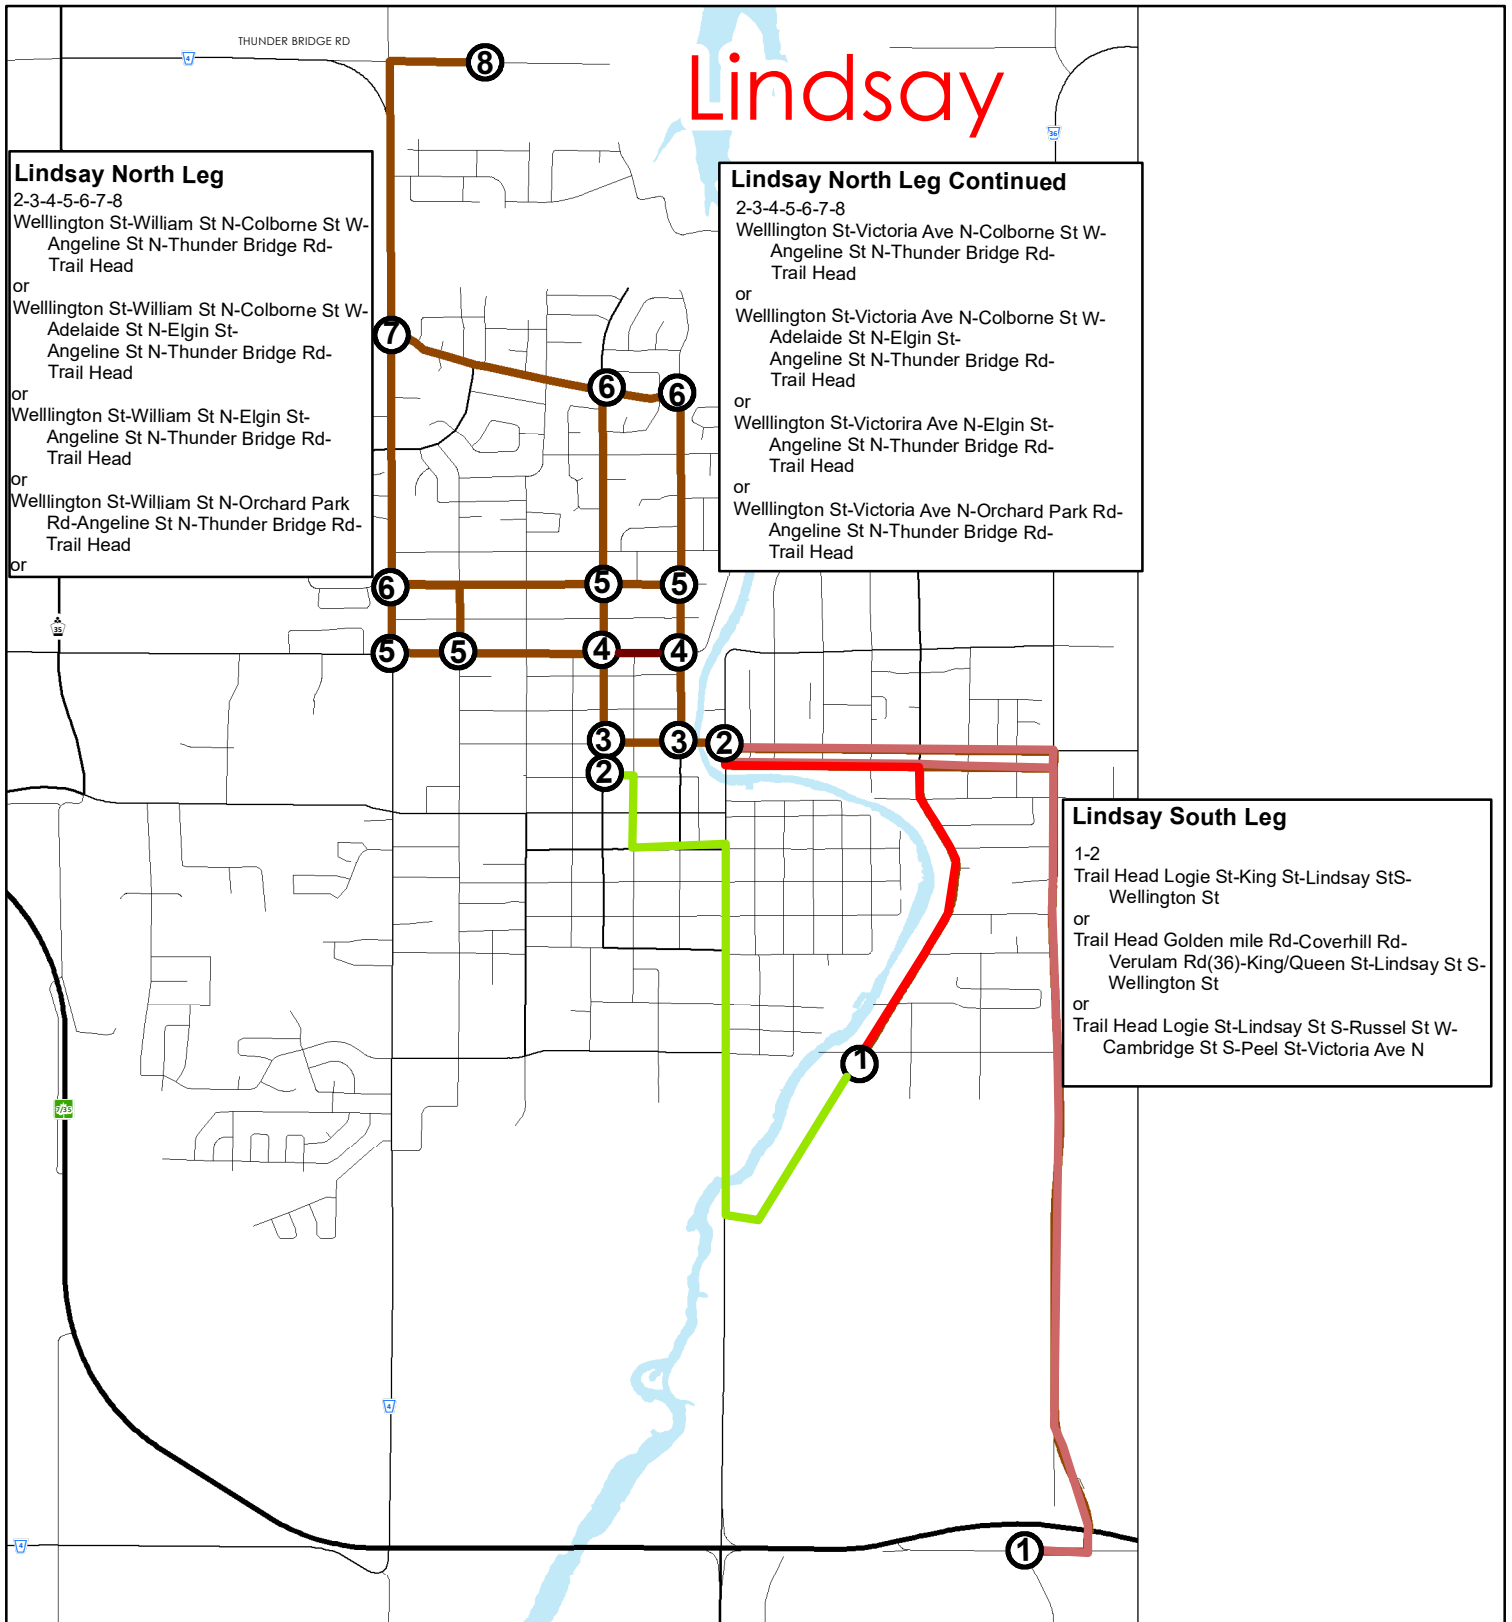 THUNDER BRIDGE RD
4
8
Lindsay
36
Lindsay North Leg
2-3-4-5-6-7-8
Welllington St-William St N-Colborne St W-
Angeline St N-Thunder Bridge Rd-
Trail Head
or
Welllington St-William St N-Colborne St W-
Adelaide St N-Elgin St-
Angeline St N-Thunder Bridge Rd-
Trail Head
or
Welllington St-William St N-Elgin St-
Angeline St N-Thunder Bridge Rd-
Trail Head
or
Welllington St-William St N-Orchard Park
Rd-Angeline St N-Thunder Bridge Rd-
Trail Head
or
Lindsay North Leg Continued
2-3-4-5-6-7-8
Welllington St-Victoria Ave N-Colborne St W-
Angeline St N-Thunder Bridge Rd-
Trail Head
or
Welllington St-Victoria Ave N-Colborne St W-
Adelaide St N-Elgin St-
Angeline St N-Thunder Bridge Rd-
Trail Head
or
Welllington St-Victorira Ave N-Elgin St-
Angeline St N-Thunder Bridge Rd-
Trail Head
or
Welllington St-Victoria Ave N-Orchard Park Rd-
Angeline St N-Thunder Bridge Rd-
Trail Head
7
6
6
6
5
5
35
5
5
4
4
3
3
2
2
Lindsay South Leg
1-2
Trail Head Logie St-King St-Lindsay StS-
Wellington St
or
Trail Head Golden mile Rd-Coverhill Rd-
Verulam Rd(36)-King/Queen St-Lindsay St S-
Wellington St
or
Trail Head Logie St-Lindsay St S-Russel St W-
Cambridge St S-Peel St-Victoria Ave N
1
7/35
4
4
1